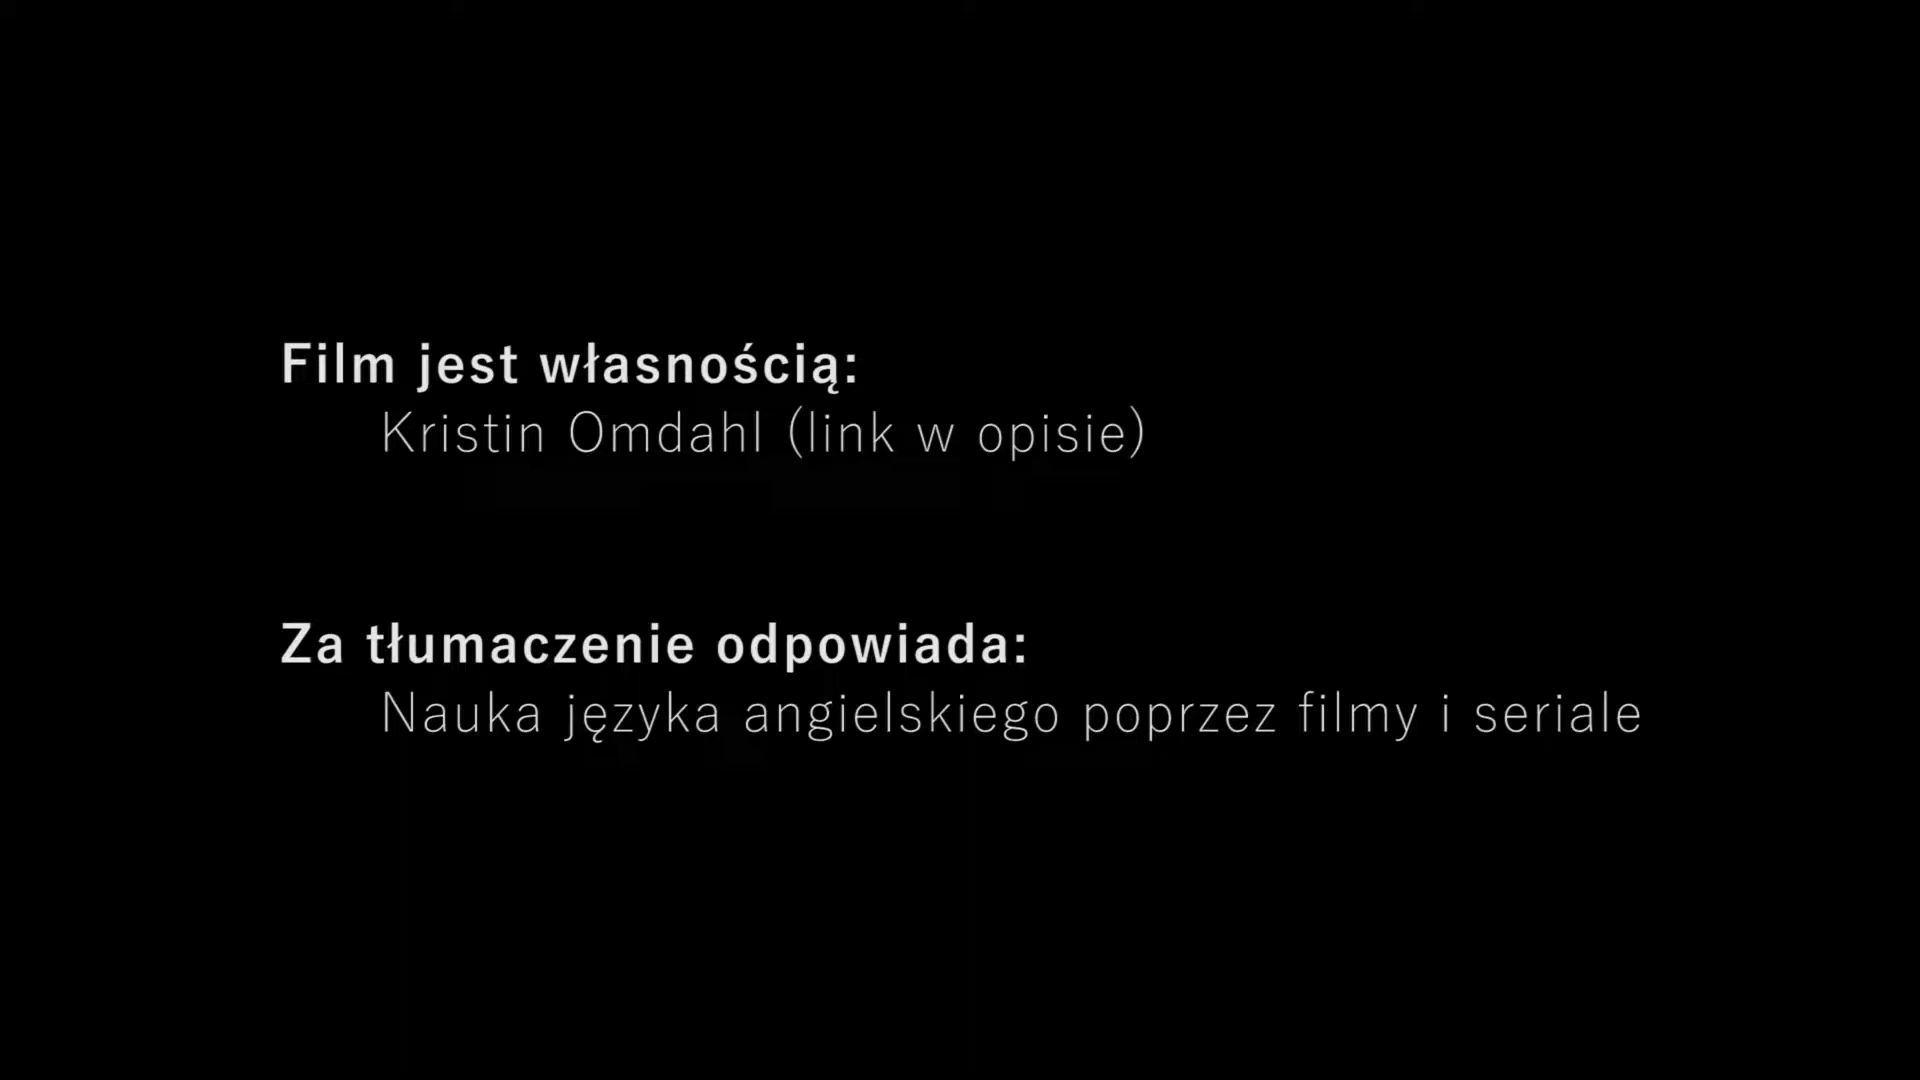 Film jest własnością:
Kristin Omdahl (link w opisie)
Za tłumaczenie odpowiada:
Nauka języka angielskiego poprzez filmy i seriale